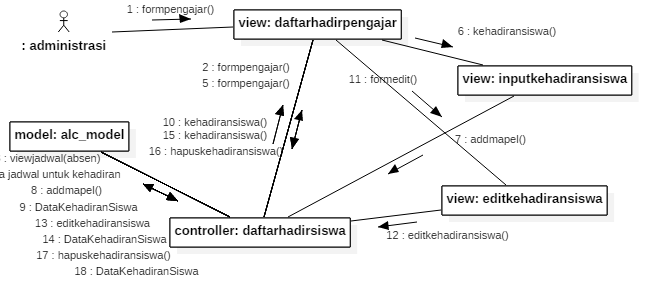 1 : formpengajar()
view: daftarhadirpengajar
6 : kehadiransiswa()
: administrasi
2 : formpengajar()
5 : formpengajar()
11 : formedit()
view: inputkehadiransiswa
10 : kehadiransiswa()
15 : kehadiransiswa()
16 : hapuskehadiransiswa()
7 : addmapel()
model: alc_model
: viewjadwal(absen)
a jadwal untuk kehadiran
8 : addmapel()
9 : DataKehadiranSiswa
13 : editkehadiransiswa
14 : DataKehadiranSiswa
17 : hapuskehadiransiswa()
18 : DataKehadiranSiswa
view: editkehadiransiswa
controller: daftarhadirsiswa
12 : editkehadiransiswa()